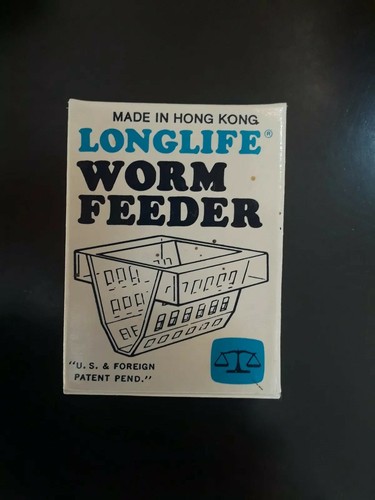 MADE IN HONG KONG
LONGLIFE®
WORM
FEEDER
"U. S. & FOREIGN
PATENT PEND."